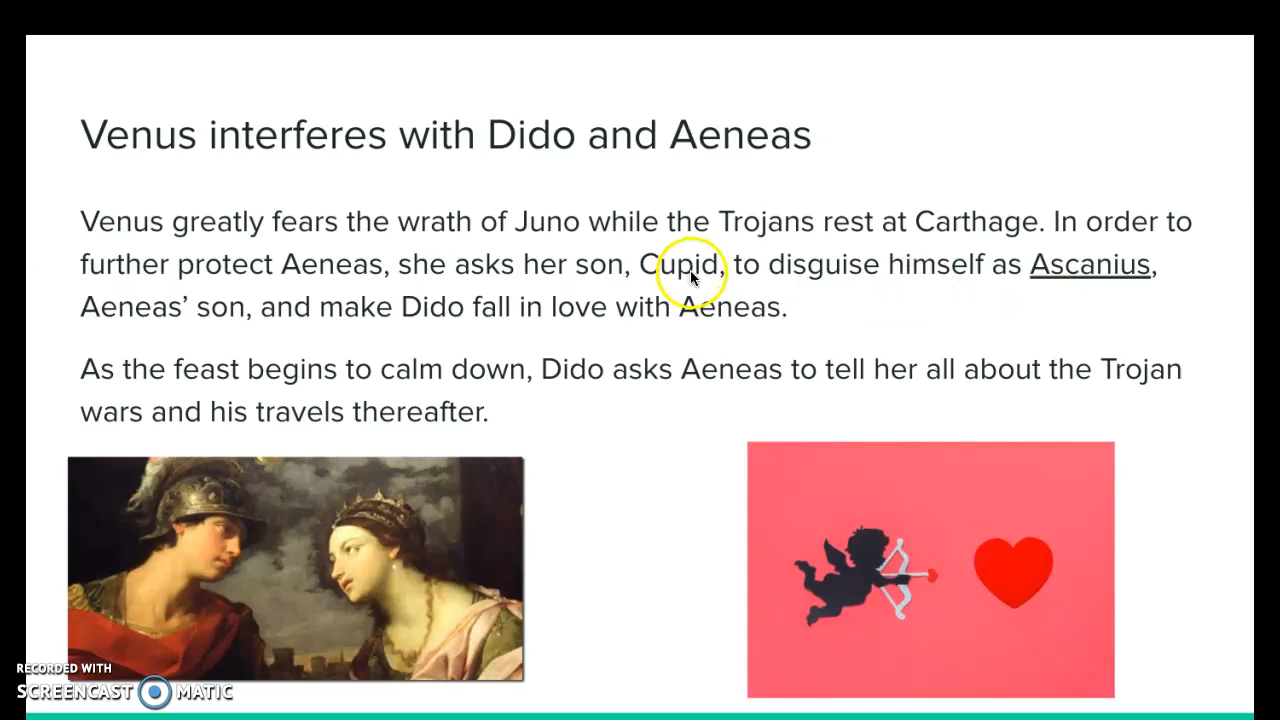 Venus interferes with Dido and Aeneas
Venus greatly fears the wrath of Juno while the Trojans rest at Carthage. In order to
further protect Aeneas, she asks her son, Cupid, to disguise himself as Ascanius,
Aeneas’ son, and make Dido fall in love with Aeneas.
As the feast begins to calm down, Dido asks Aeneas to tell her all about the Trojan
wars and his travels thereafter.
RECORDED WITH
SCREENCAST MATIC